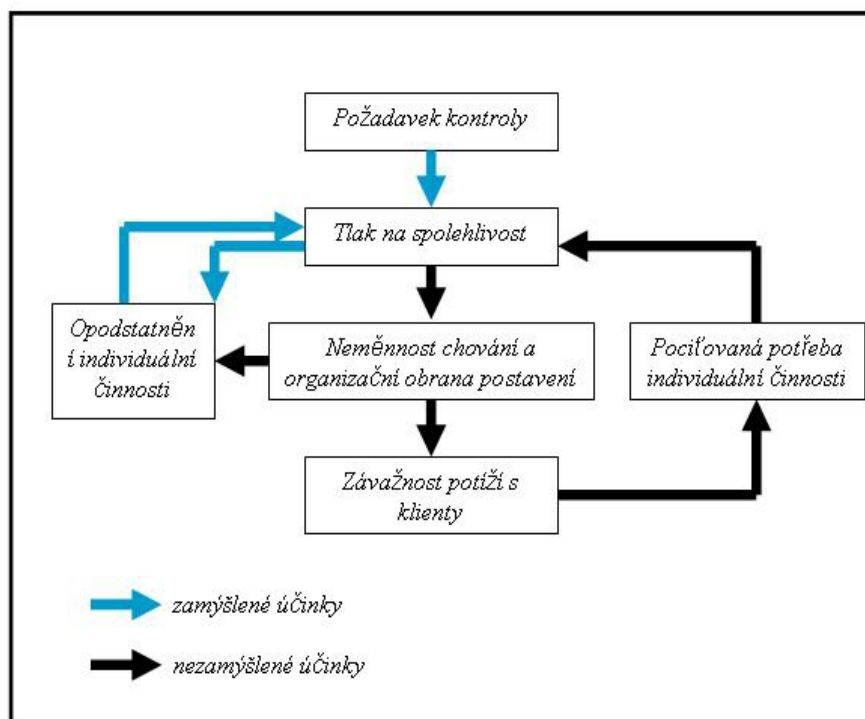 Požadavek kontroly
Tlak na spolehlivost
Opodstatněn
í individuální
činnosti
Neměnnost chování a
organizační obrana postavení
Pociťovaná potřeba
individuální činnosti
Závažnost potíží s
klienty
zamýšlené účinky
nezamýšlené účinky